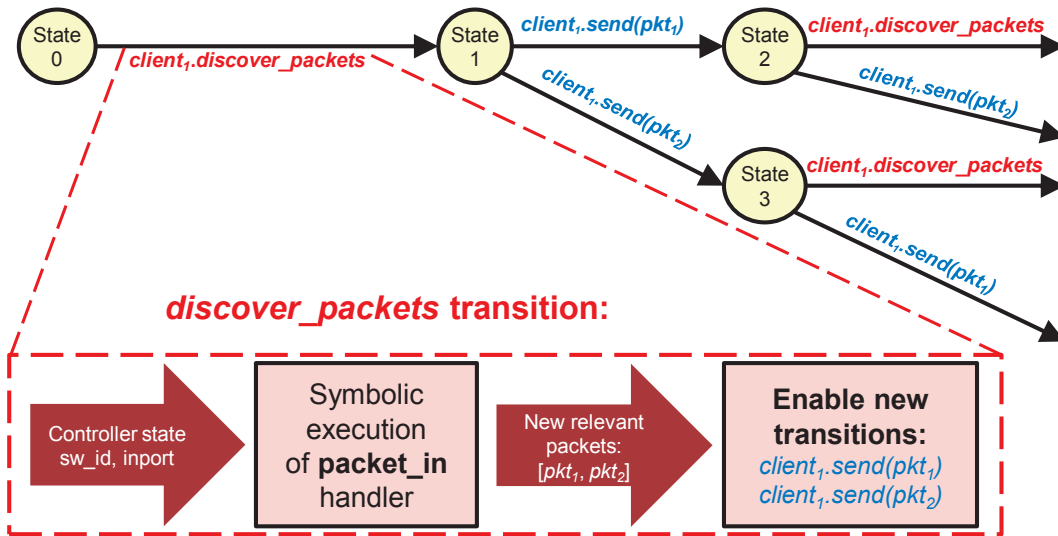 State
0
client₁.discover_packets
State
1
client₁.send(pkt₁)
client₁.send(pkt₂)
State
2
client₁.discover_packets
client₁.send(pkt₂)
State
3
client₁.discover_packets
client₁.send(pkt₁)
discover_packets transition:
Controller state
sw_id, inport
Symbolic
execution
of packet_in
handler
New relevant
packets:
[pkt₁, pkt₂]
Enable new
transitions:
client₁.send(pkt₁)
client₁.send(pkt₂)